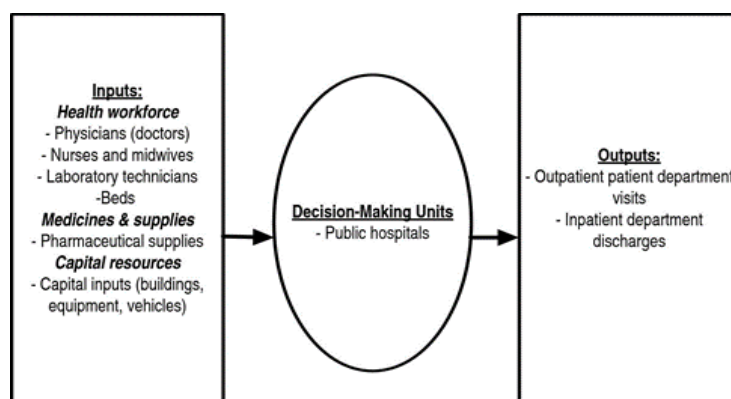 Inputs:
Health workforce
- Physicians (doctors)
- Nurses and midwives
- Laboratory technicians
-Beds
Medicines & supplies
- Pharmaceutical supplies
Capital resources
- Capital inputs (buildings,
equipment, vehicles)
Decision-Making Units
- Public hospitals
Outputs:
- Outpatient patient department
visits
- Inpatient department
discharges